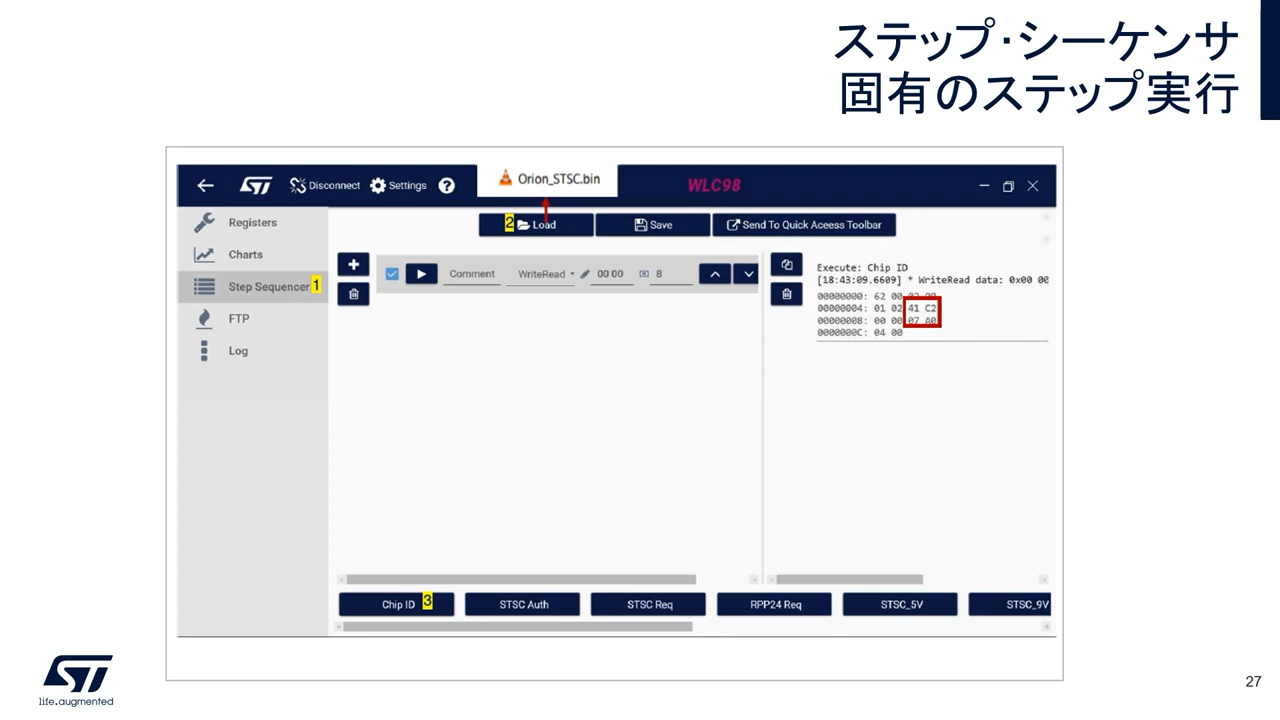 ステップ・シーケンサ
固有のステップ実行
Disconnect
Settings
?
Orion_STSC.bin
WLC98
Registers
Charts
Step Sequencer 1
FTP
Log
2 Load
Save
Send To Quick Aceess Toolbar
Comment WriteRead 00 00 8
Execute: Chip ID
[18:43:09.6609] * WriteRead data: 0x00 00
00000000: 62 00
00000004: 01 02 41 C2
00000008: 00 00 07 A0
0000000C: 04 00
Chip ID 3
STSC Auth
STSC Req
RPP24 Req
STSC_5V
STSC_9V
ST
life.augmented
27